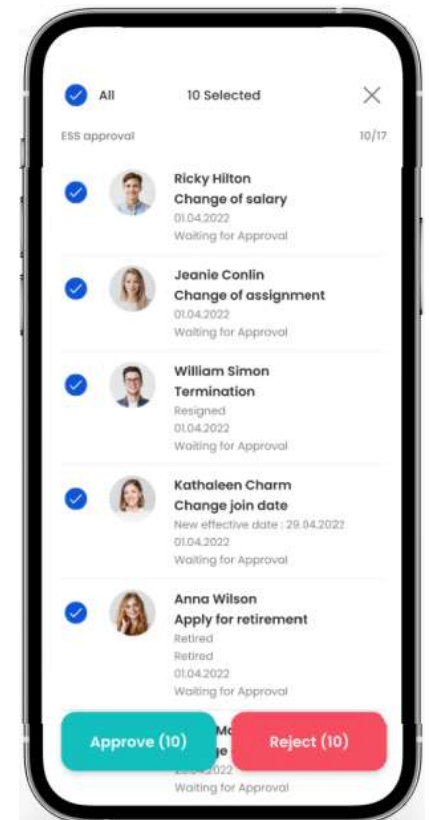 All 10 Selected
ESS approval 10/17
Ricky Hilton
Change of salary
01.04.2022
Waiting for Approval
Jeanie Conlin
Change of assignment
01.04.2022
Waiting for Approval
William Simon
Termination
Resigned
01.04.2022
Waiting for Approval
Kathaleen Charm
Change join date
New effective date : 29.04.2022
01.04.2022
Waiting for Approval
Anna Wilson
Apply for retirement
Retired
Retired
01.04.2022
Waiting for Approval
Approve (10) Reject (10)
Waiting for Approval